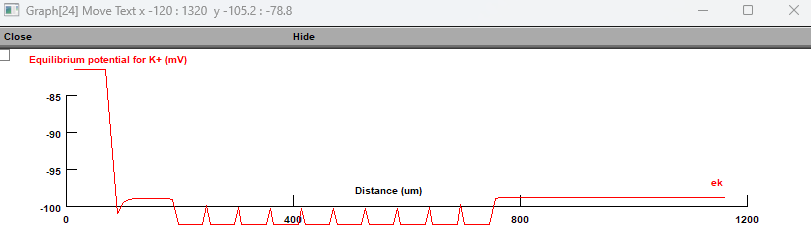 Graph[24] Move Text x -120 : 1320  y -105.2 : -78.8
Close Hide
Equilibrium potential for K+ (mV)
-85
-90
-95
ek
Distance (um)
-100
0 400 800 1200